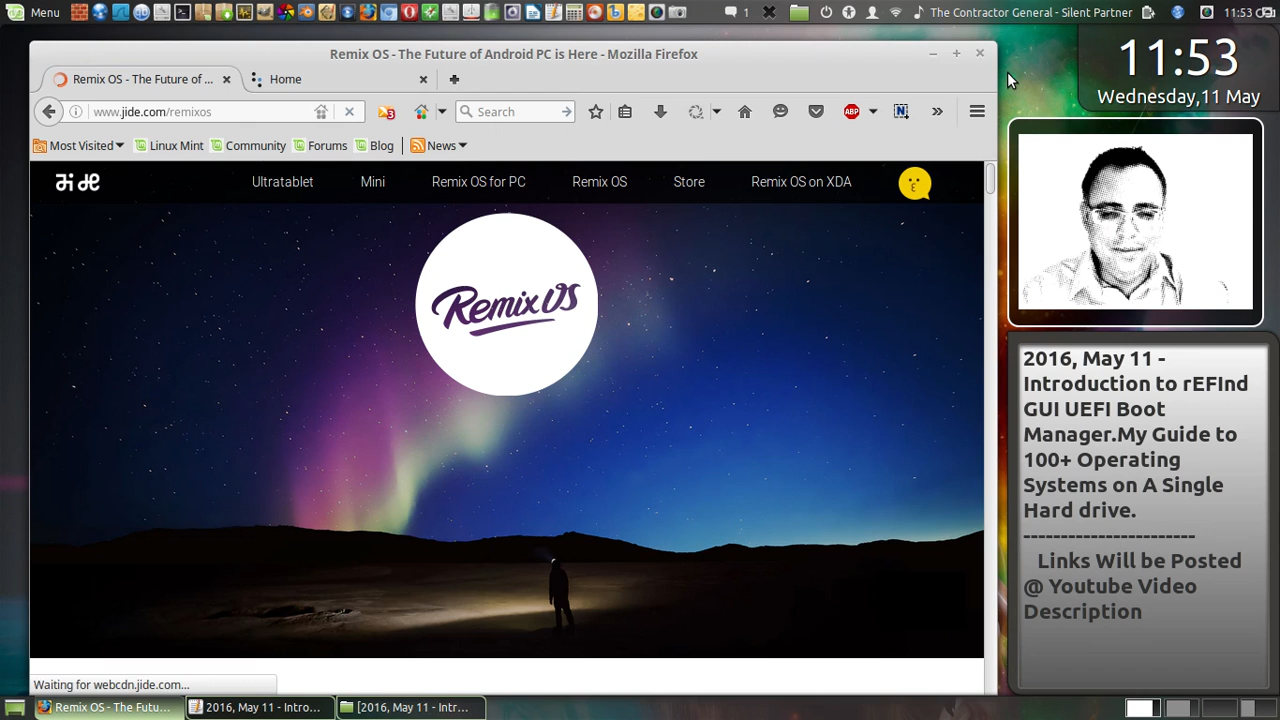 Menu
1
The Contractor General - Silent Partner
11:53
Remix OS - The Future of Android PC is Here - Mozilla Firefox
Remix OS - The Future of ...
Home
www.jide.com/remixos
3
Search
ABP
N
Most Visited
Linux Mint
Community
Forums
Blog
News
Ultratablet
Mini
Remix OS for PC
Remix OS
Store
Remix OS on XDA
Remix OS
Waiting for webcdn.jide.com...
11:53
Wednesday,11 May
2016, May 11 -
Introduction to rEFInd
GUI UEFI Boot
Manager.My Guide to
100+ Operating
Systems on A Single
Hard drive.
-----------------------
Links Will be Posted
@ Youtube Video
Description
Remix OS - The Futu...
2016, May 11 - Intro...
[2016, May 11 - Intr...